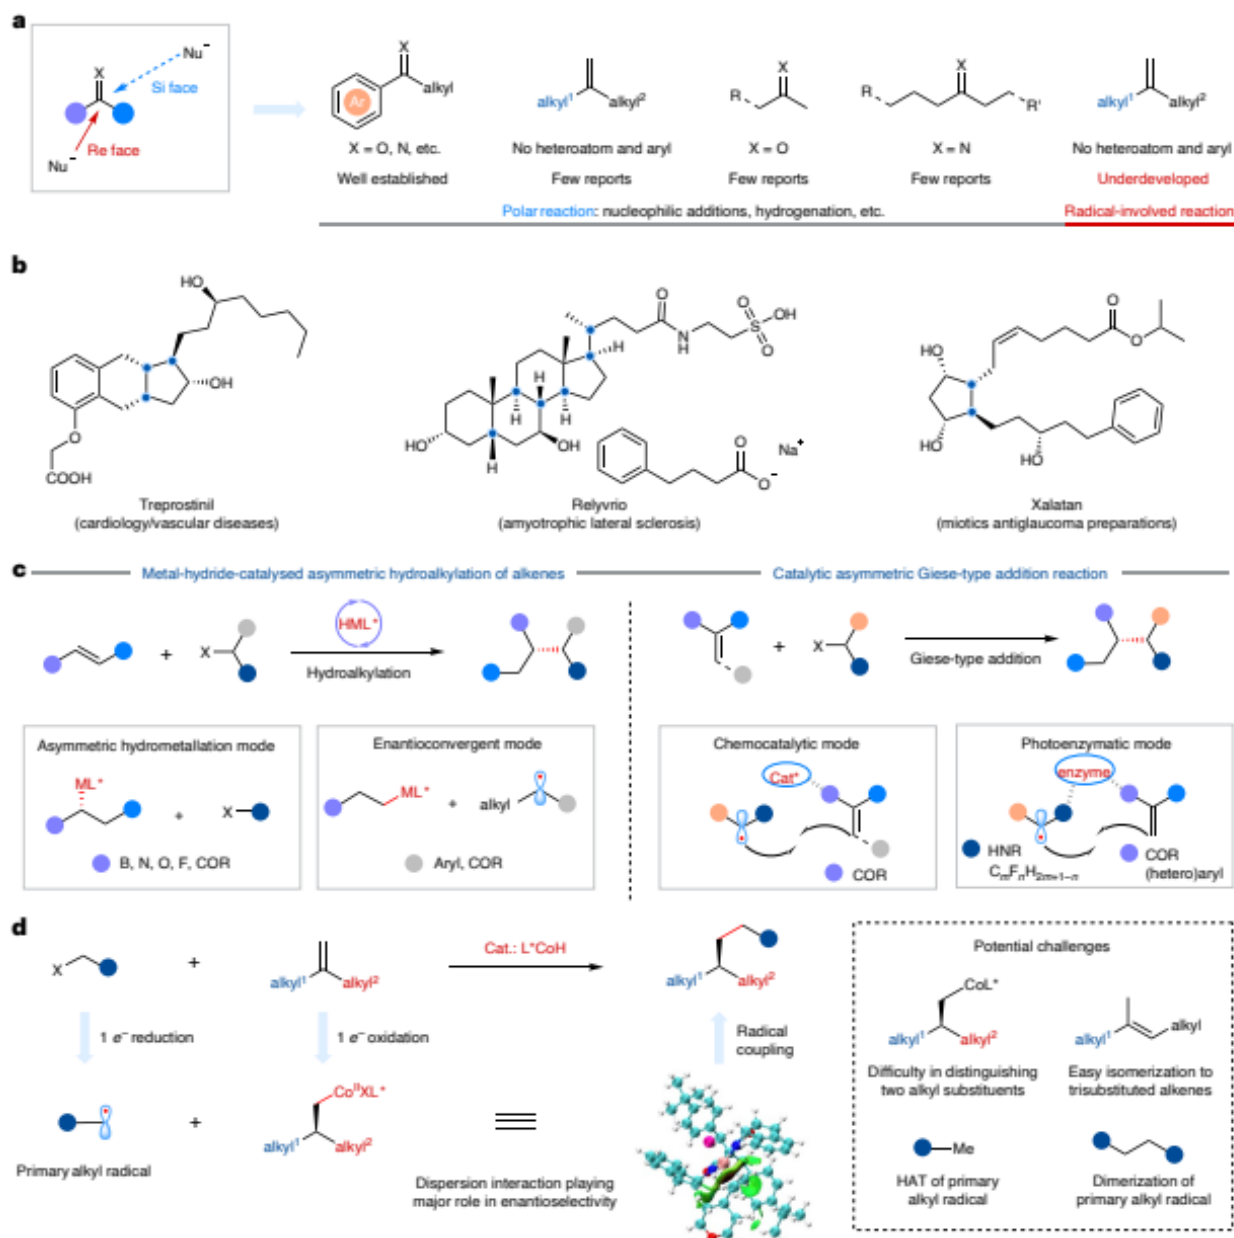 a
Nu⁻
X
Si face
Nu⁻
Re face
X
Ar
alkyl
X = O, N, etc.
Well established
alkyl¹ alkyl²
No heteroatom and aryl
Few reports
X
R
X = O
Few reports
X
R R'
X = N
Few reports
alkyl¹ alkyl²
No heteroatom and aryl
Underdeveloped
Polar reaction: nucleophilic additions, hydrogenation, etc.
Radical-involved reaction
b
HO
OH
O
COOH
Treprostinil
(cardiology/vascular diseases)
O
N
H
O
S
OH
O
H
H
H
H
HO
H
OH
O
O⁻
Na⁺
Relyvrio
(amyotrophic lateral sclerosis)
HO
O
O
HO
HO
Xalatan
(miotics antiglaucoma preparations)
c
Metal-hydride-catalysed asymmetric hydroalkylation of alkenes
Catalytic asymmetric Giese-type addition reaction
+
X
HML*
Hydroalkylation
+
X
Giese-type addition
Asymmetric hydrometallation mode
ML*
+
X
B, N, O, F, COR
Enantioconvergent mode
ML*
+
alkyl
Aryl, COR
Chemocatalytic mode
Cat*
COR
Photoenzymatic mode
enzyme
HNR
CₘFₙH₂ₘ₊₁₋ₙ
COR
(hetero)aryl
d
X
+
alkyl¹ alkyl²
Cat.: L*CoH
alkyl¹ alkyl²
1 e⁻ reduction
1 e⁻ oxidation
Radical
coupling
+
CoᴵᴵXL*
alkyl¹ alkyl²
Primary alkyl radical
Dispersion interaction playing
major role in enantioselectivity
Potential challenges
CoL*
alkyl¹ alkyl²
Difficulty in distinguishing
two alkyl substituents
alkyl¹ alkyl
Easy isomerization to
trisubstituted alkenes
Me
HAT of primary
alkyl radical
Dimerization of
primary alkyl radical